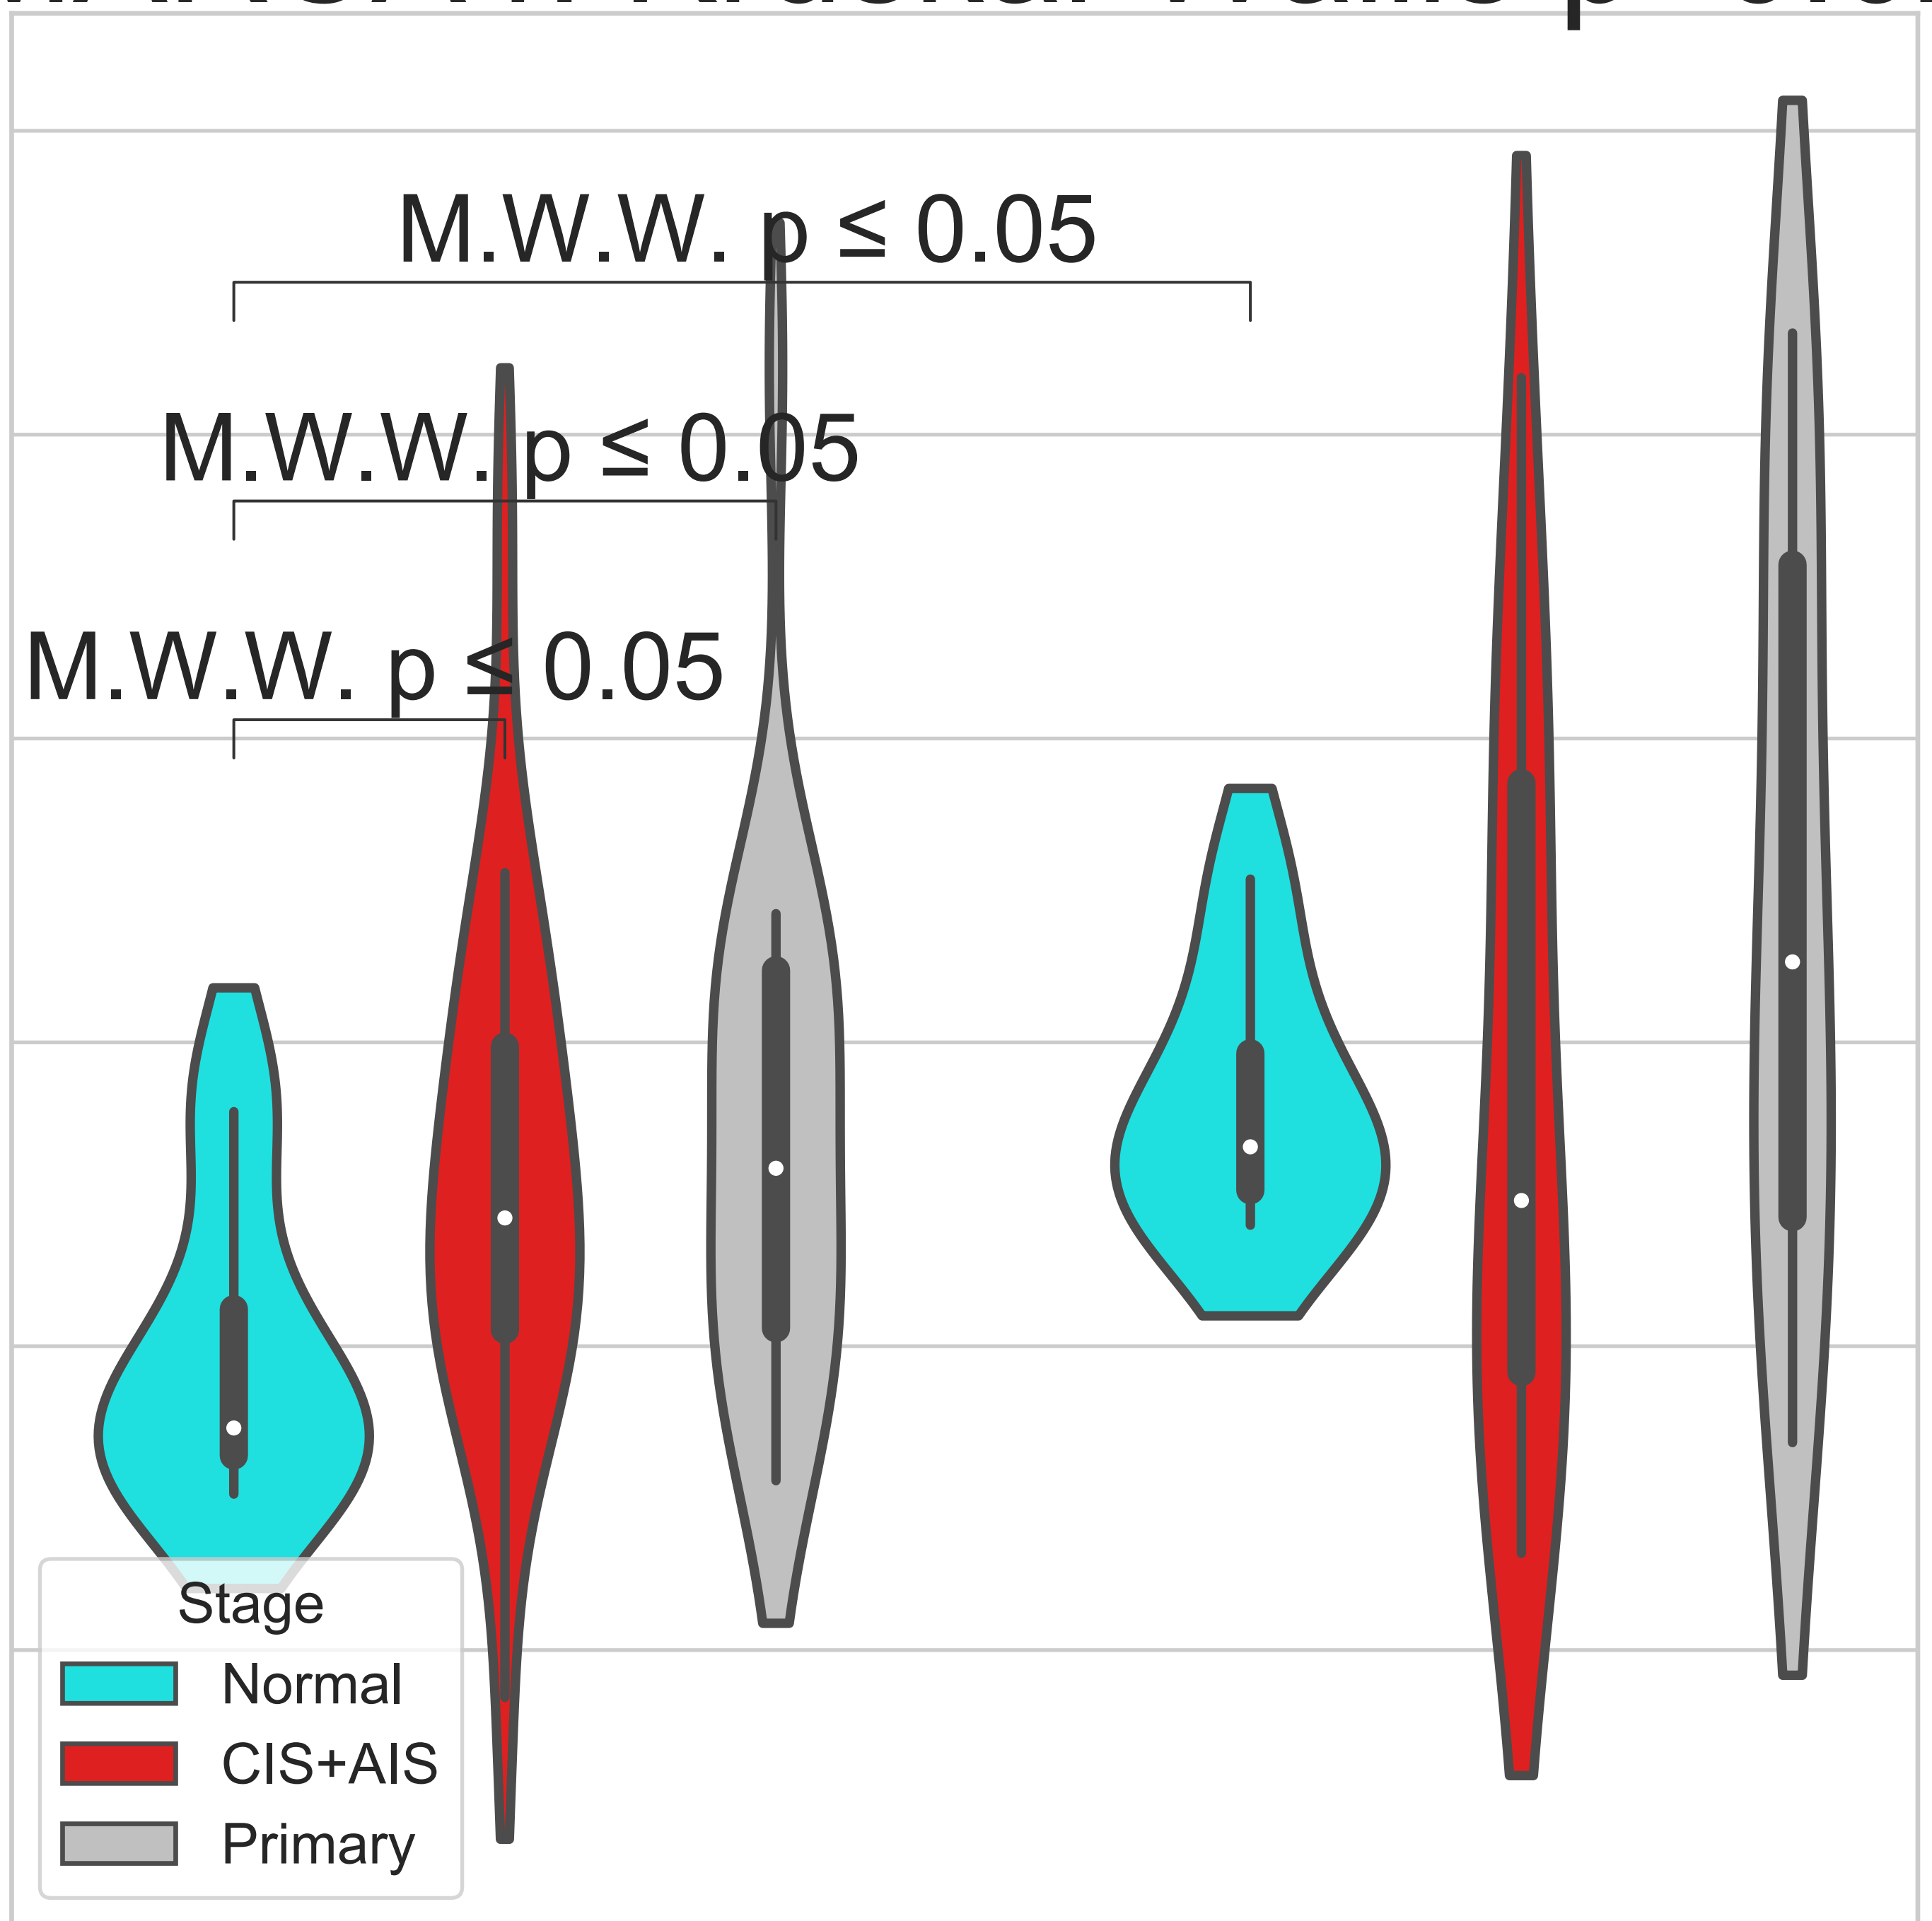 M.W.W. p ≤ 0.05
M.W.W. p ≤ 0.05
M.W.W. p ≤ 0.05
Stage
Normal
CIS+AIS
Primary